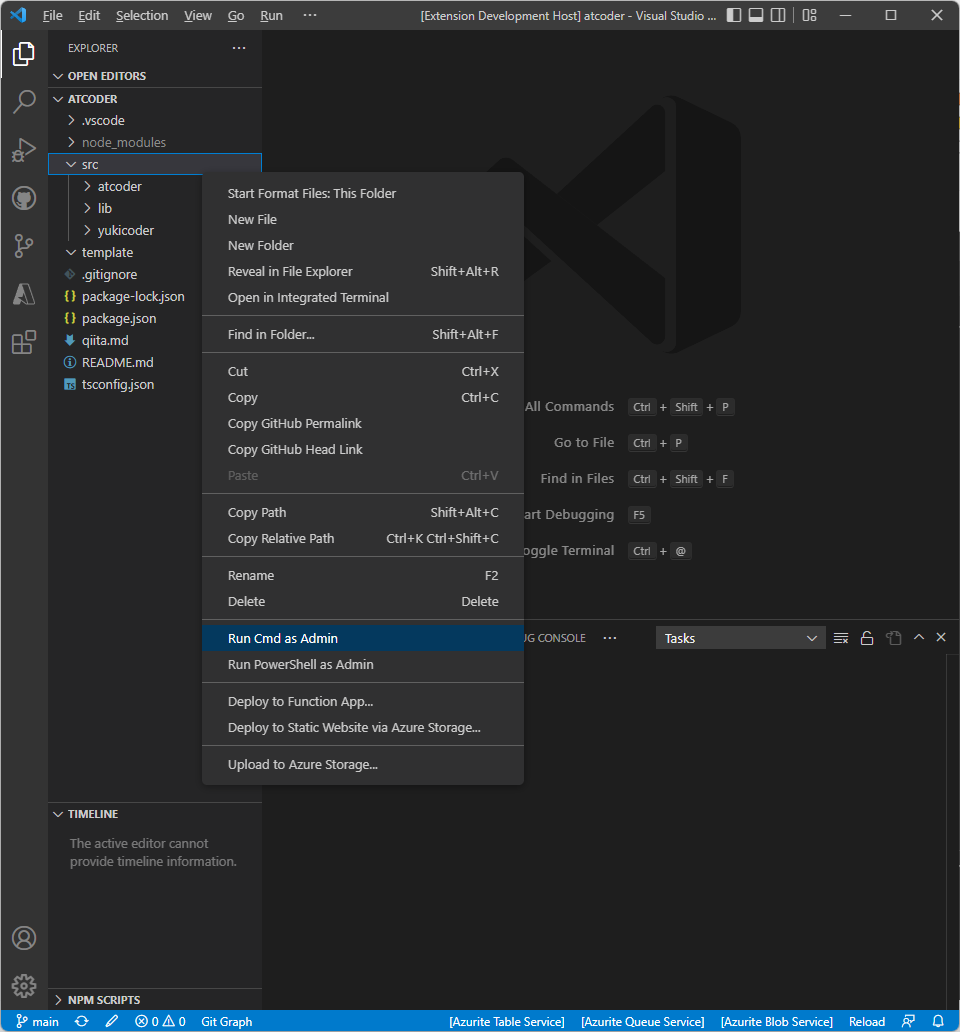 File Edit Selection View Go Run ··· [Extension Development Host] atcoder - Visual Studio ...
EXPLORER ···
OPEN EDITORS
ATCODER
.vscode
node_modules
src
atcoder
lib
yukicoder
template
.gitignore
{} package-lock.json
{} package.json
qiita.md
README.md
TS tsconfig.json
Start Format Files: This Folder
New File
New Folder
Reveal in File Explorer Shift+Alt+R
Open in Integrated Terminal
Find in Folder... Shift+Alt+F
Cut Ctrl+X
Copy Ctrl+C
Copy GitHub Permalink
Copy GitHub Head Link
Paste Ctrl+V
Copy Path Shift+Alt+C
Copy Relative Path Ctrl+K Ctrl+Shift+C
Rename F2
Delete Delete
Run Cmd as Admin
Run PowerShell as Admin
Deploy to Function App...
Deploy to Static Website via Azure Storage...
Upload to Azure Storage...
All Commands Ctrl + Shift + P
Go to File Ctrl + P
Find in Files Ctrl + Shift + F
art Debugging F5
oggle Terminal Ctrl + @
UG CONSOLE ··· Tasks
TIMELINE
The active editor cannot
provide timeline information.
NPM SCRIPTS
main 0 0 Git Graph [Azurite Table Service] [Azurite Queue Service] [Azurite Blob Service] Reload